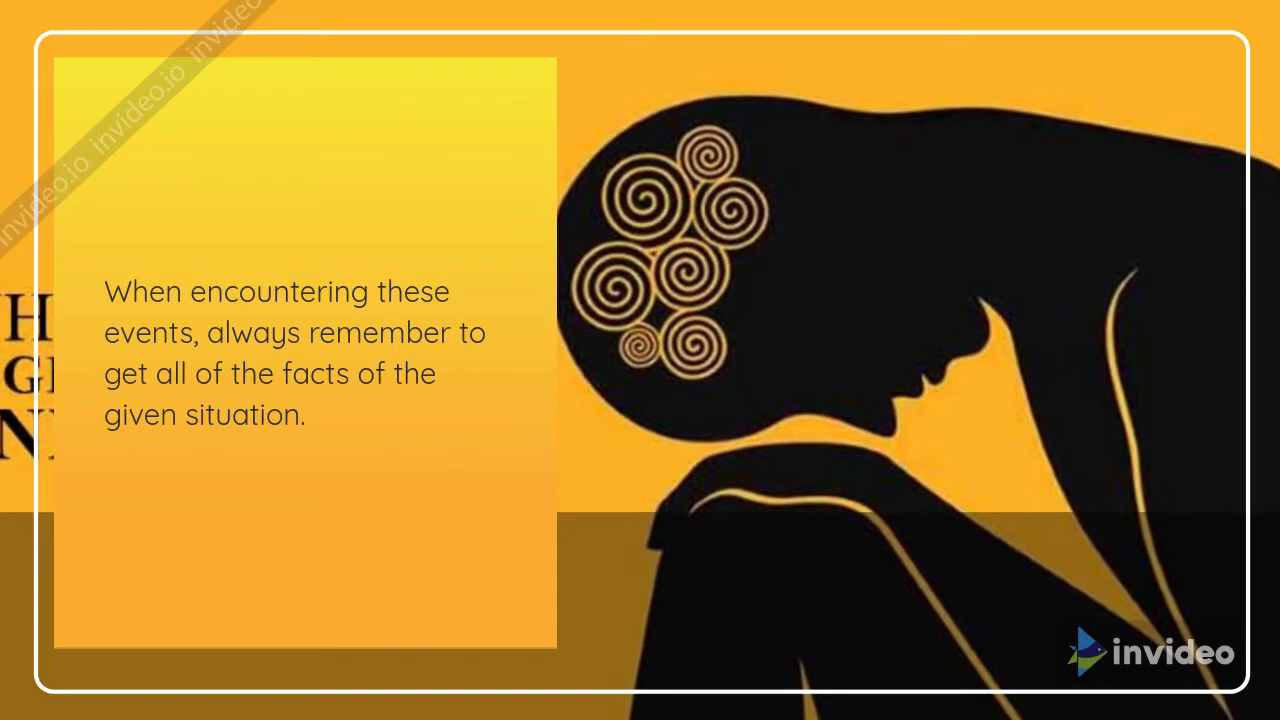 invideo.io invideo.io invideo
When encountering these
events, always remember to
get all of the facts of the
given situation.
invideo